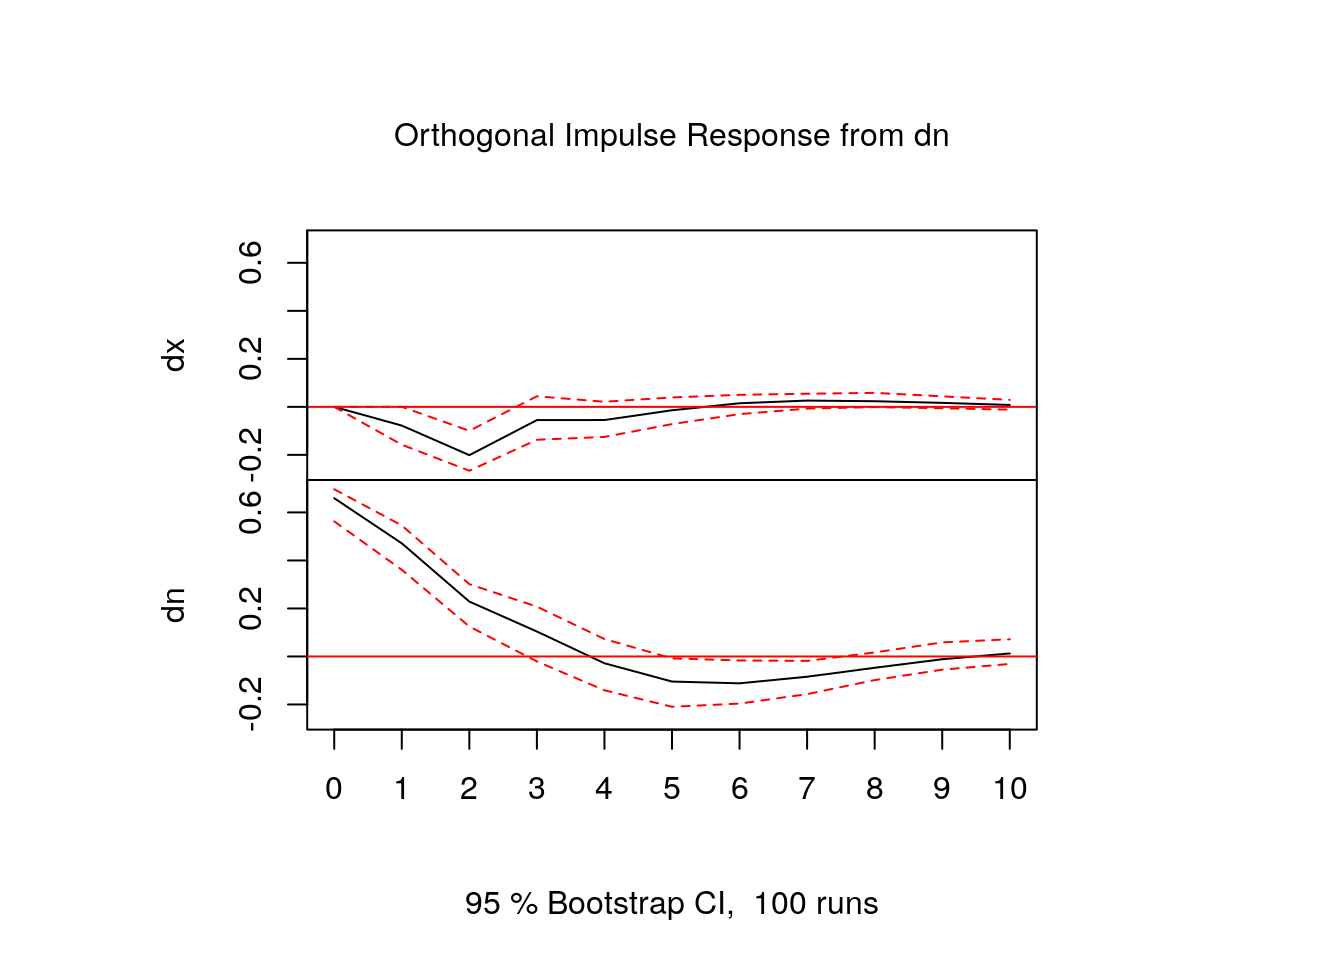 Orthogonal Impulse Response from dn
dx
0.6
0.2
-0.2
dn
0.6
0.2
-0.2
0 1 2 3 4 5 6 7 8 9 10
95 % Bootstrap CI,  100 runs